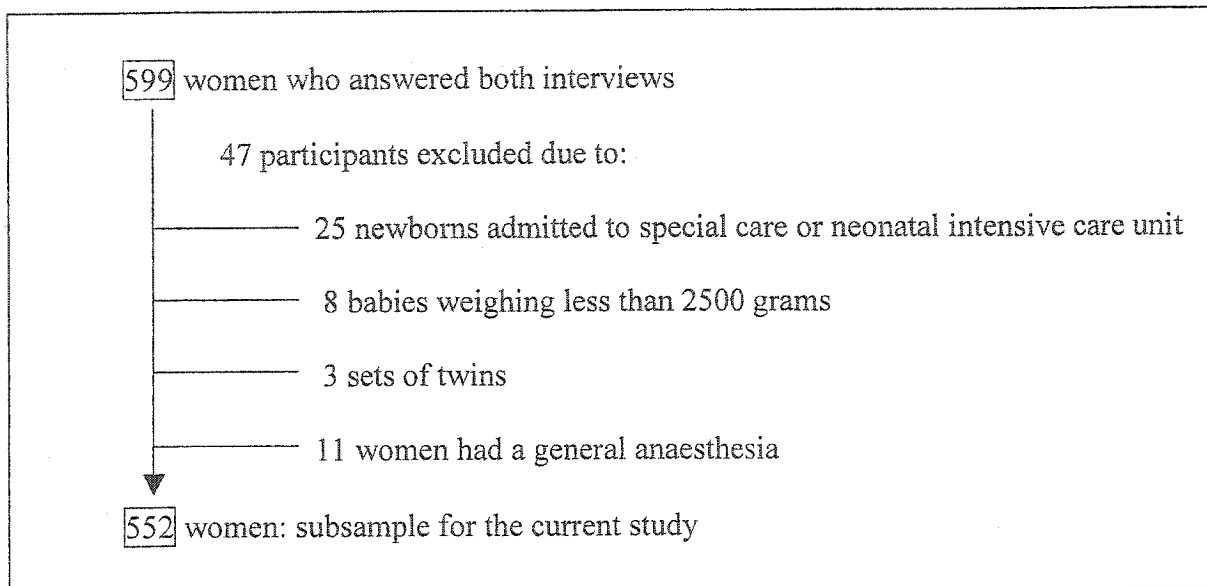 599 women who answered both interviews
47 participants excluded due to:
25 newborns admitted to special care or neonatal intensive care unit
8 babies weighing less than 2500 grams
3 sets of twins
11 women had a general anaesthesia
552 women: subsample for the current study